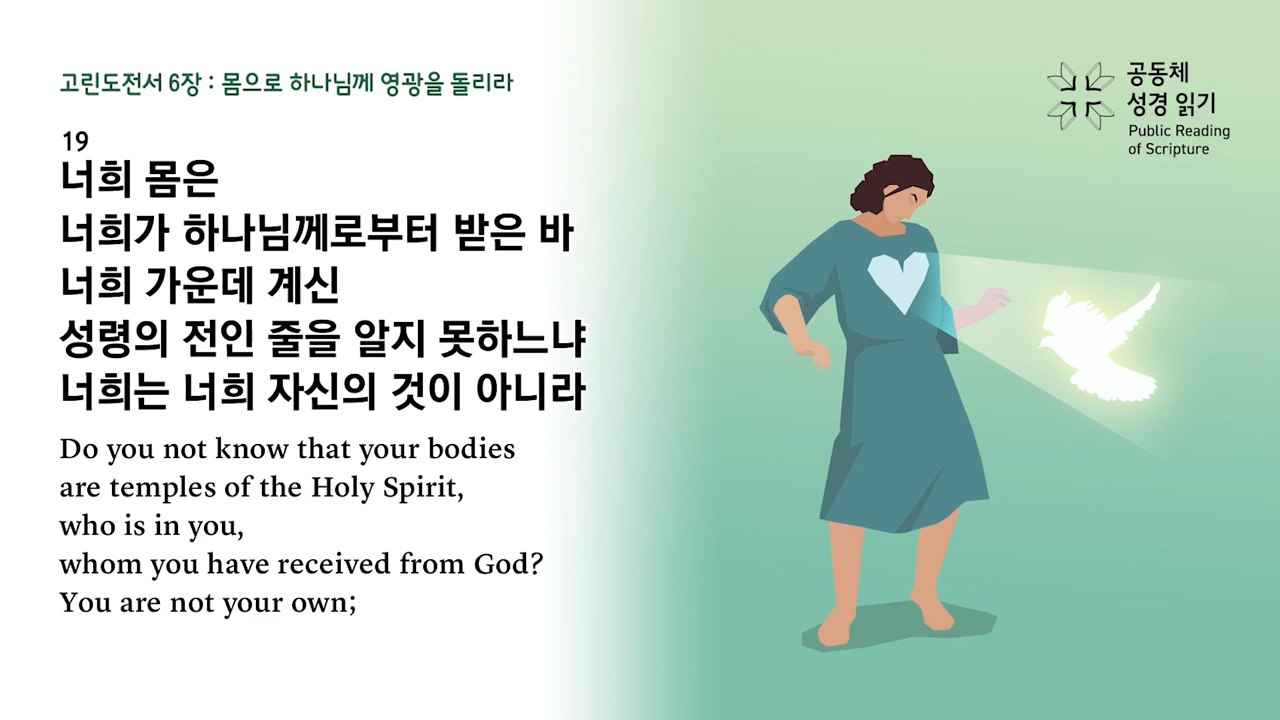 고린도전서 6장 : 몸으로 하나님께 영광을 돌리라
19
너희 몸은
너희가 하나님께로부터 받은 바
너희 가운데 계신
성령의 전인 줄을 알지 못하느냐
너희는 너희 자신의 것이 아니라
Do you not know that your bodies
are temples of the Holy Spirit,
who is in you,
whom you have received from God?
You are not your own;
공동체
성경 읽기
Public Reading
of Scripture